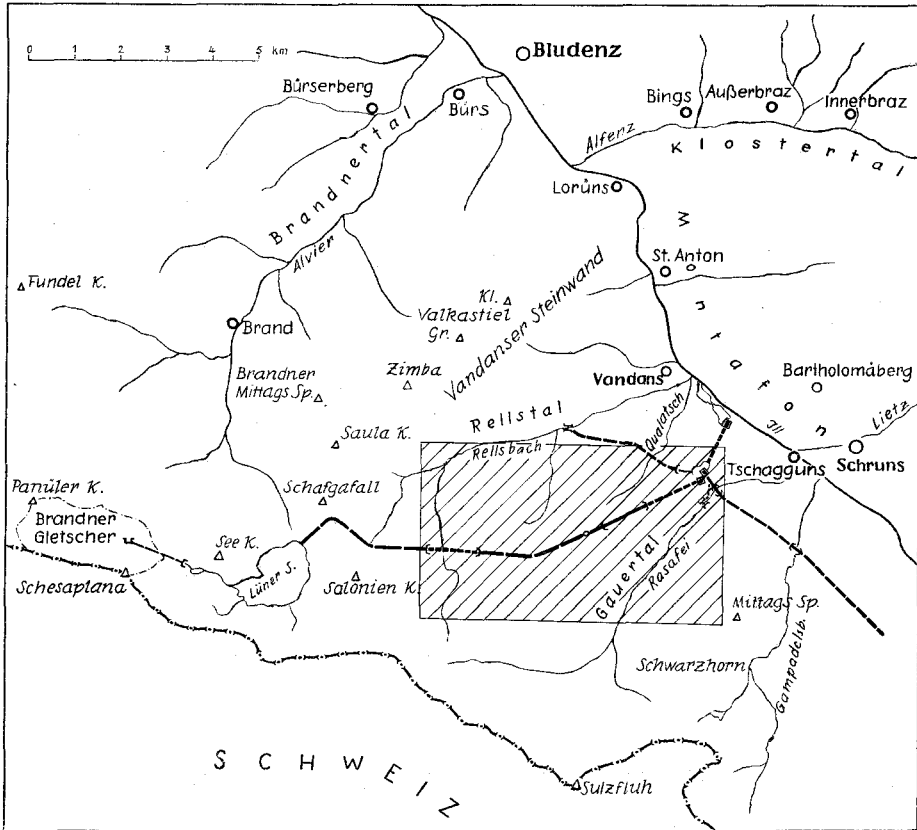 0 1 2 3 4 5 km
Bludenz
Bürserberg
Bürs
Bings
Außerbraz
Innerbraz
Alfenz
Klostertal
Brandnertal
Lorüns
Alvier
St. Anton
Montafon
Fundel K.
Kl.
Valkastiel
Gr.
Vandanser Steinwand
Brand
Zimba
Vandans
Bartholomäberg
Brandner
Mittags Sp.
Rellstal
Ill
Lietz
Saula K.
Rellsbach
Tschagguns
Schruns
Panüler K.
Schafgafall
Brandner
Gletscher
See K.
Lüner S.
Schesaplana
Salonien K.
Gauertal
Rasafei
Mittags Sp.
Schwarzhorn
Gampadelsb.
SCHWEIZ
Sulzfluh